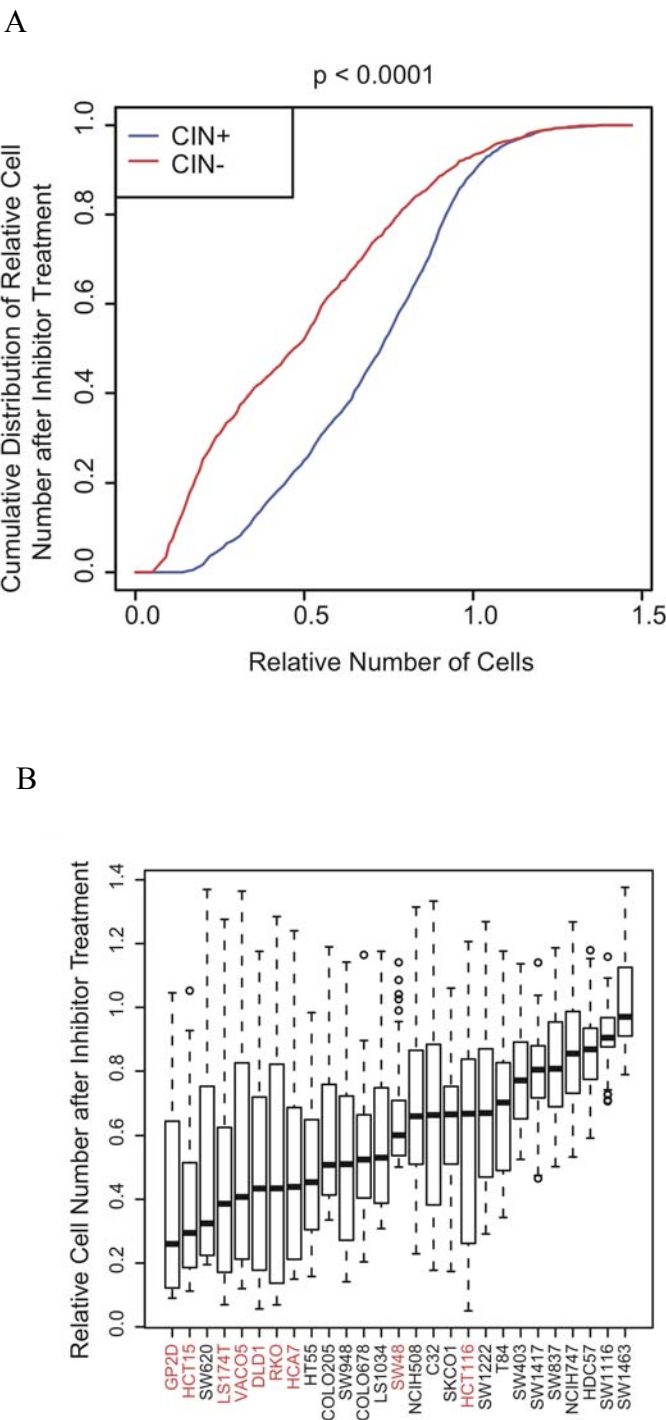 A
p < 0.0001
CIN+
CIN-
Cumulative Distribution of Relative Cell
Number after Inhibitor Treatment
0.0 0.2 0.4 0.6 0.8 1.0
0.0 0.5 1.0 1.5
Relative Number of Cells
B
Relative Cell Number after Inhibitor Treatment
0.0 0.2 0.4 0.6 0.8 1.0 1.2 1.4
GP2D
HCT15
SW620
LS174T
VACO5
DLD1
RKO
HCA7
HT55
COLO205
SW948
COLO678
LS1034
SW48
NCIH508
C32
SKCO1
HCT116
SW1222
T84
SW403
SW1417
SW837
NCIH747
HDC57
SW1116
SW1463